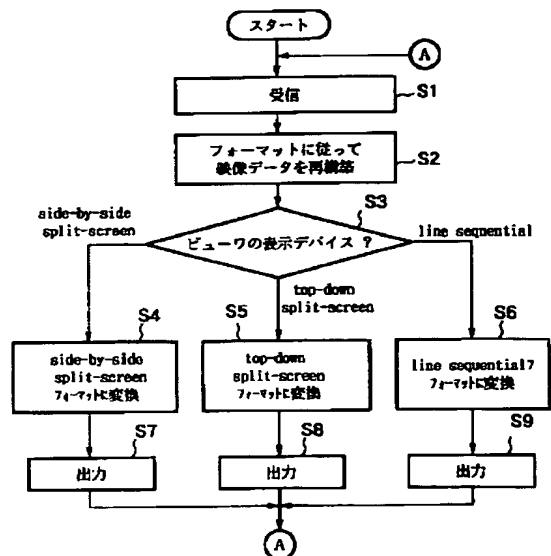 スタート
A
受信
S1
フォーマットに従って
映像データを再構築
S2
S3
ビューワの表示デバイス ?
side-by-side
split-screen
top-down
split-screen
line sequential
S4
side-by-side
split-screen
フォーマットに変換
S5
top-down
split-screen
フォーマットに変換
S6
line sequentialフ
フォーマットに変換
S7
出力
S8
出力
S9
出力
A